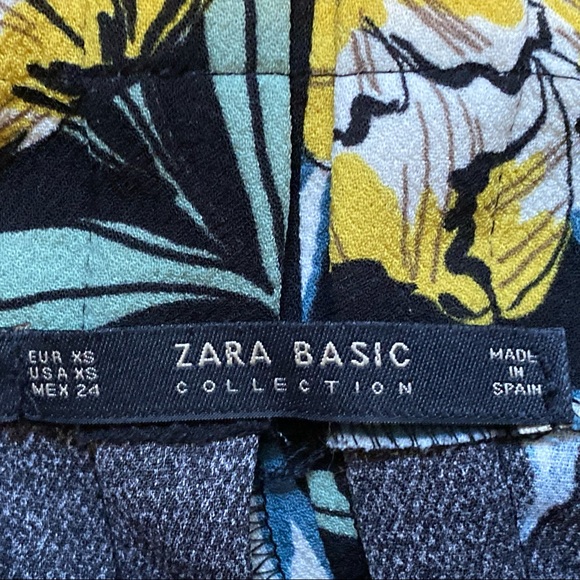 EUR XS
USA XS
MEX 24
ZARA BASIC
COLLECTION
MADE
IN
SPAIN